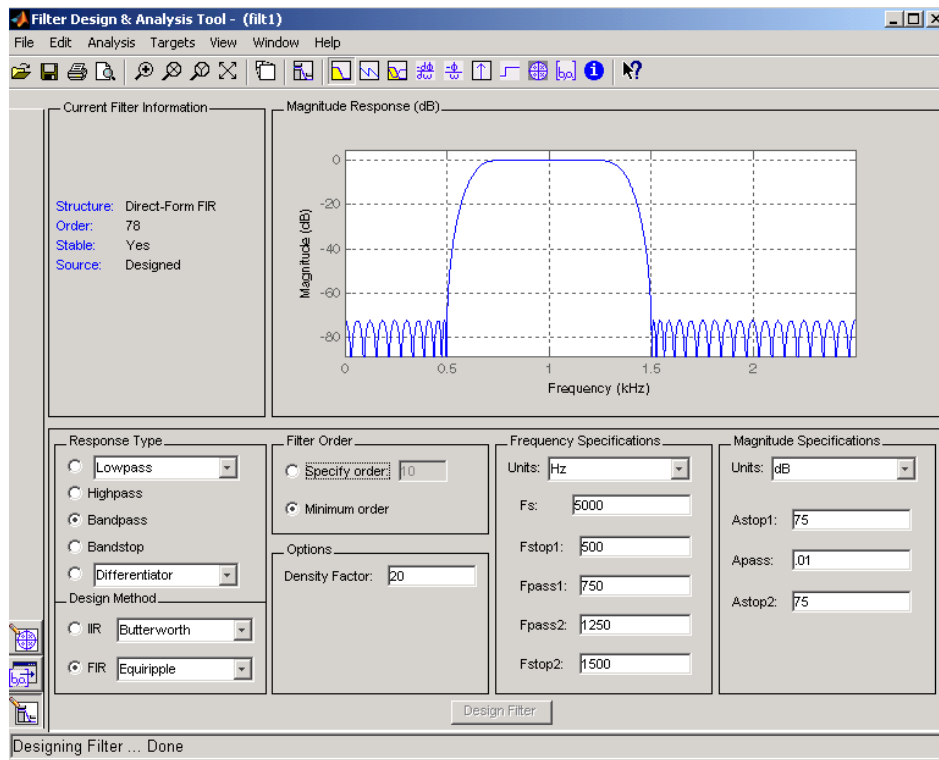 Filter Design & Analysis Tool - (filt1)
File Edit Analysis Targets View Window Help
Current Filter Information
Structure: Direct-Form FIR
Order: 78
Stable: Yes
Source: Designed
Magnitude Response (dB)
0
-20
-40
-60
-80
Magnitude (dB)
0 0.5 1 1.5 2
Frequency (kHz)
Response Type
Lowpass
Highpass
Bandpass
Bandstop
Differentiator
Design Method
IIR Butterworth
FIR Equiripple
Filter Order
Specify order: 10
Minimum order
Options
Density Factor: 20
Frequency Specifications
Units: Hz
Fs: 5000
Fstop1: 500
Fpass1: 750
Fpass2: 1250
Fstop2: 1500
Magnitude Specifications
Units: dB
Astop1: 75
Apass: .01
Astop2: 75
Design Filter
Designing Filter ... Done